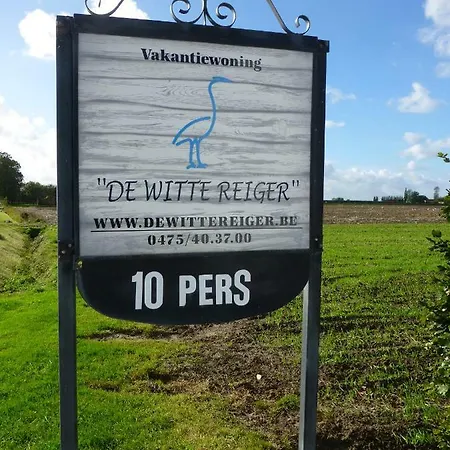 Vakantiewoning
"DE WITTE REIGER"
WWW.DEWITTEREIGER.BE
0475/40.37.00
10 PERS